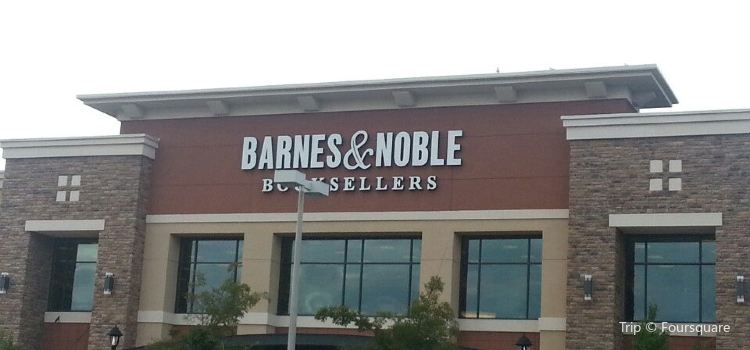 BARNES & NOBLE
BOOKSELLERS
Trip © Foursquare